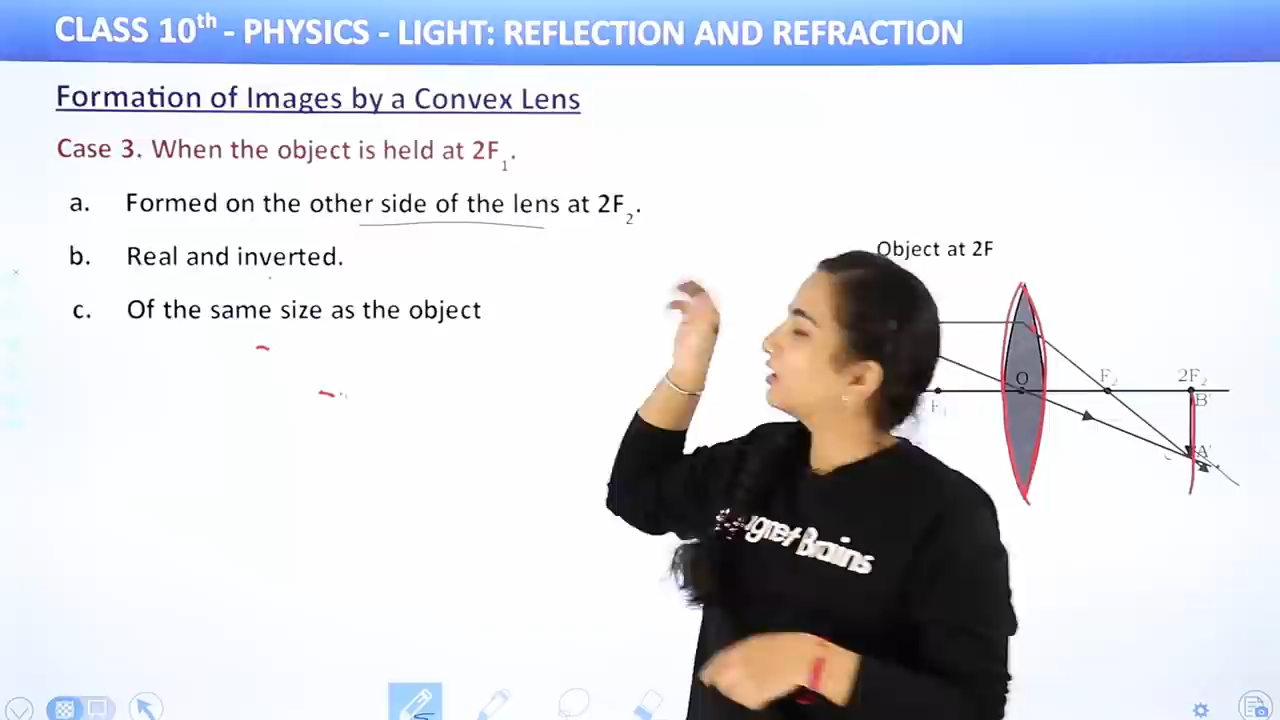 CLASS 10th - PHYSICS - LIGHT: REFLECTION AND REFRACTION
Formation of Images by a Convex Lens
Case 3. When the object is held at 2F1.
a. Formed on the other side of the lens at 2F2.
b. Real and inverted.
c. Of the same size as the object
Object at 2F
O
F2
2F2
B'
F1
A'
Magnet Brains